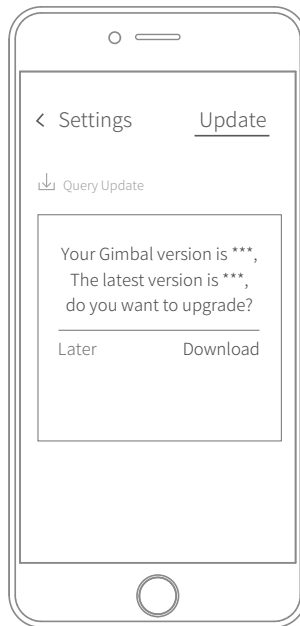 < Settings Update
Query Update
Your Gimbal version is ***,
The latest version is ***,
do you want to upgrade?
Later Download